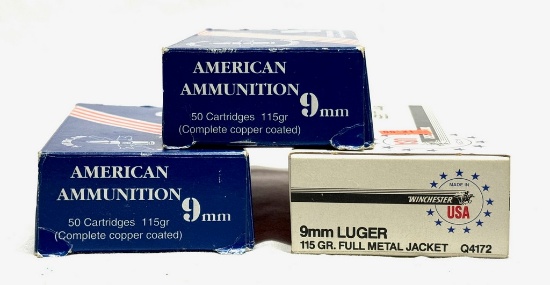 AMERICAN
AMMUNITION
9mm
50 Cartridges 115gr
(Complete copper coated)
AMERICAN
AMMUNITION
9mm
50 Cartridges 115gr
(Complete copper coated)
MADE IN
WINCHESTER
USA
9mm LUGER
115 GR. FULL METAL JACKET Q4172